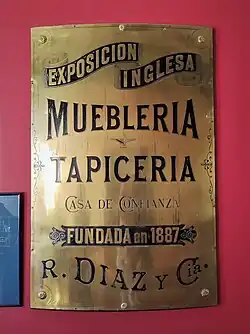 EXPOSICION
INGLESA
MUEBLERIA
TAPICERIA
CASA DE CONFIANZA
FUNDADA en 1887
R. DIAZ Y Cía.